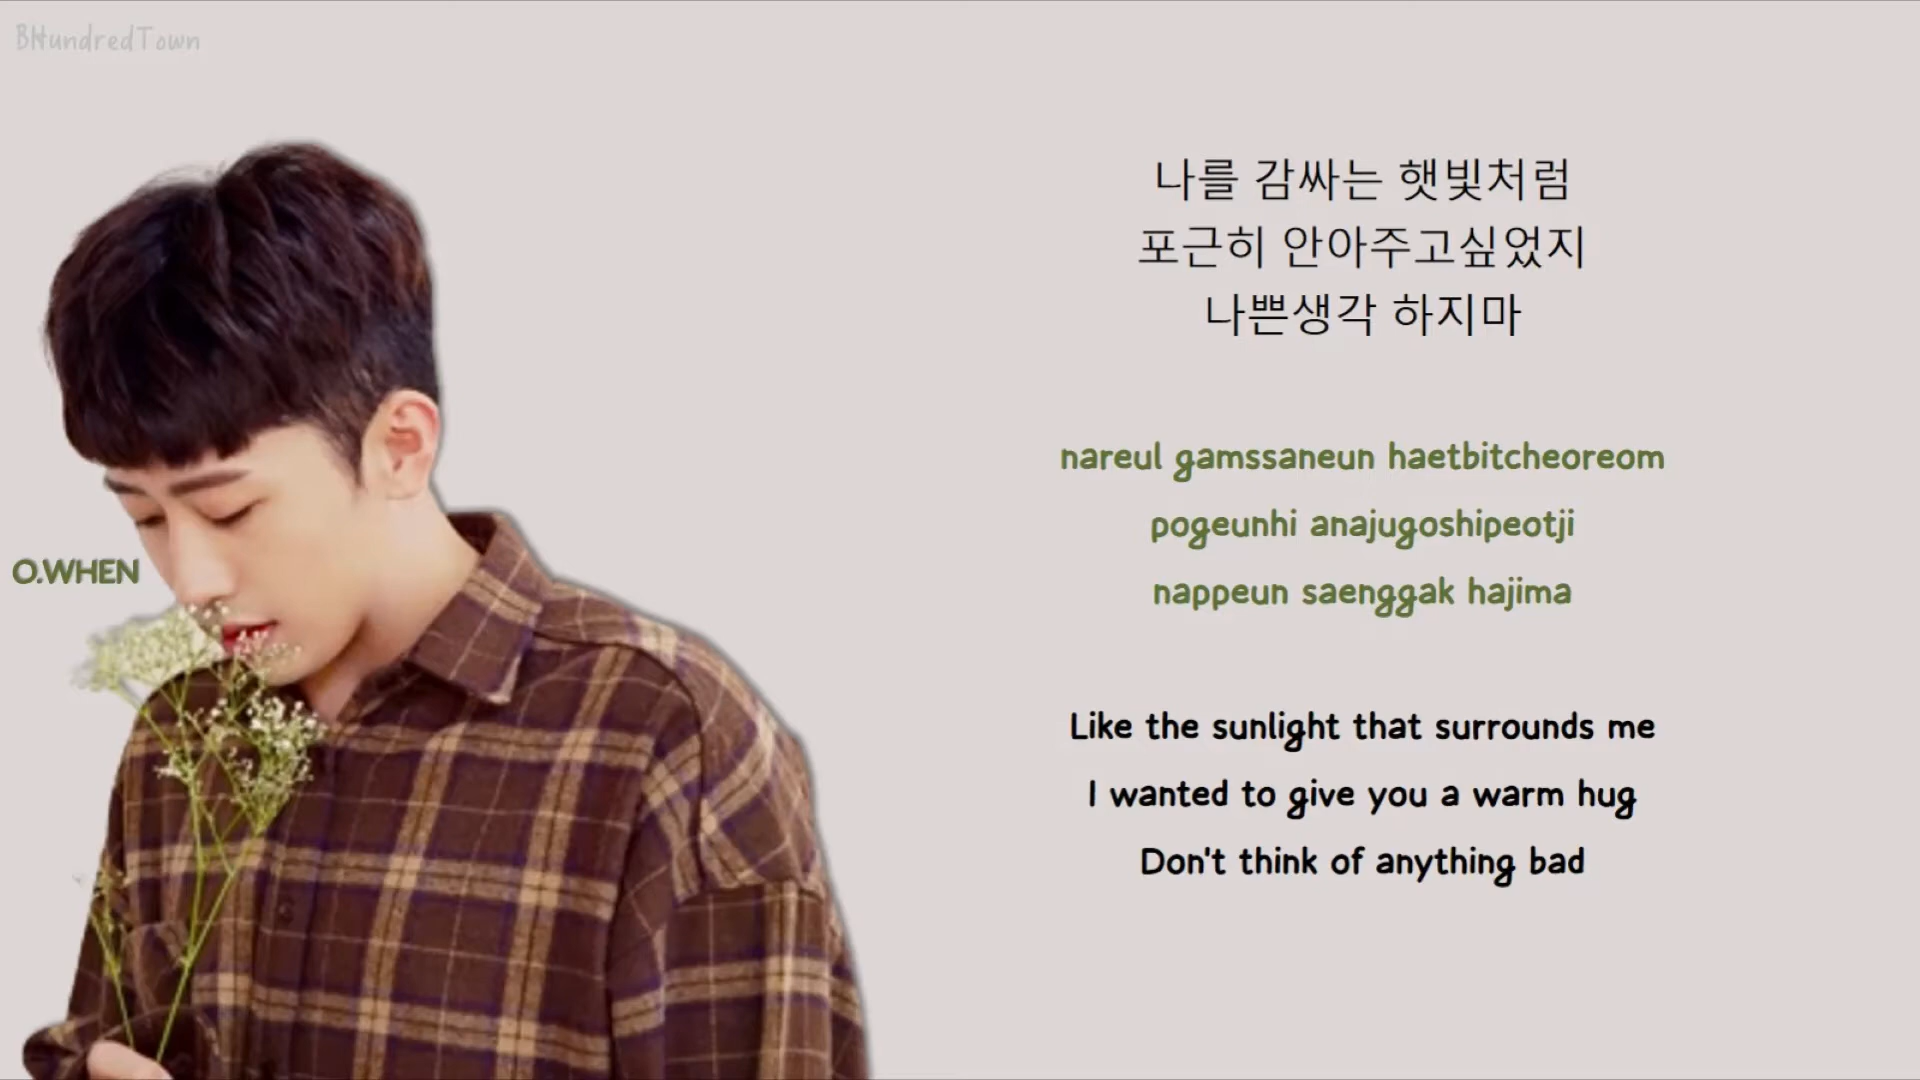 BHundredTown
나를 감싸는 햇빛처럼
포근히 안아주고싶었지
나쁜생각 하지마
nareul gamssaneun haetbitcheoreom
pogeunhi anajugoshipeotji
nappeun saenggak hajima
O.WHEN
Like the sunlight that surrounds me
I wanted to give you a warm hug
Don't think of anything bad